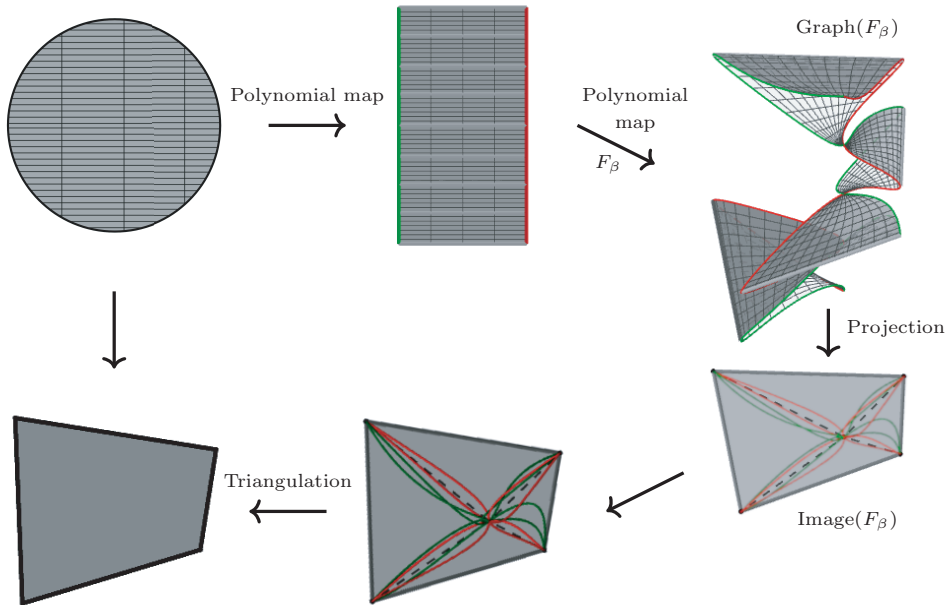 Graph(F_β)
Polynomial map
Polynomial
map
F_β
Projection
Triangulation
Image(F_β)